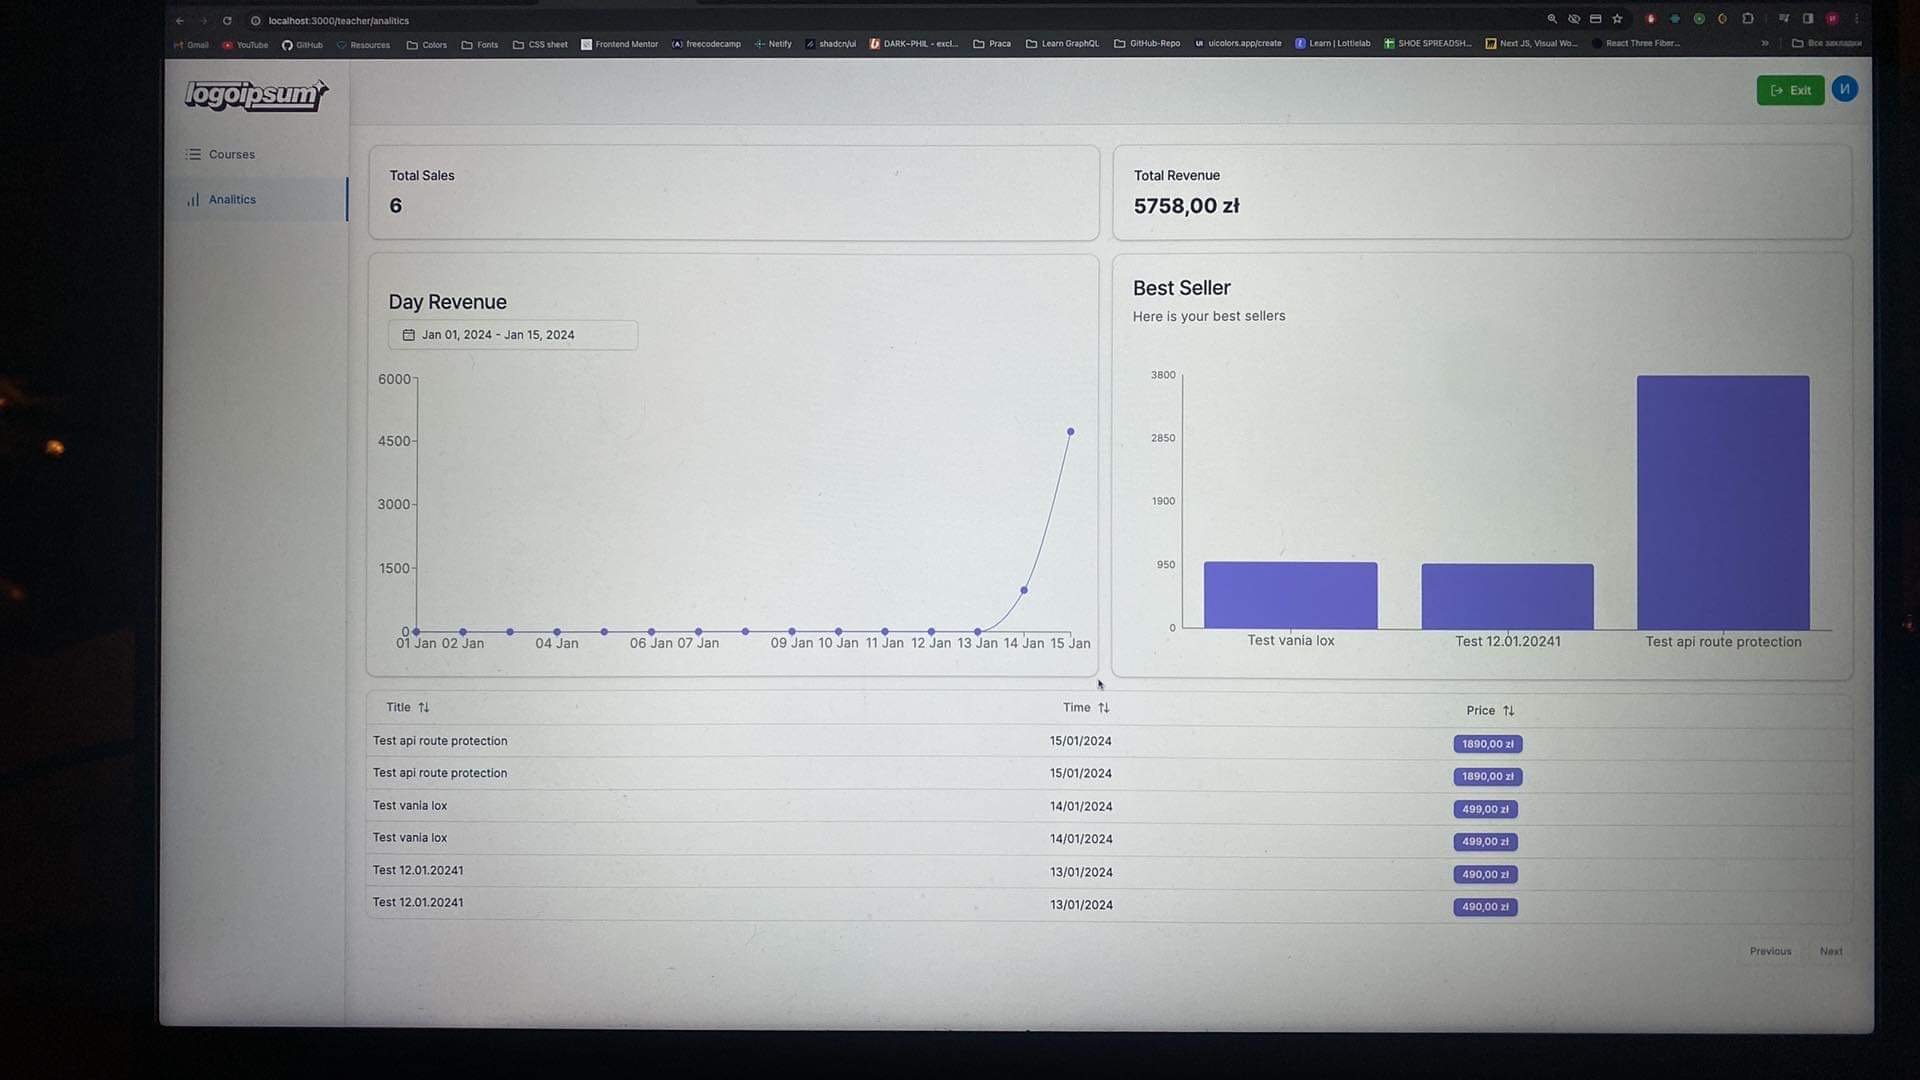 localhost:3000/teacher/analitics
Gmail YouTube GitHub Resources Colors Fonts CSS sheet Frontend Mentor freecodecamp Netlify shadcn/ui DARK-PHIL - excl... Praca Learn GraphQL GitHub-Repo uicolors.app/create Learn | Lottielab SHOE SPREADSH... Next JS, Visual Wo... React Three Fiber... » Все закладки
logoipsum
Exit И
Courses
Analitics
Total Sales
6
Total Revenue
5758,00 zł
Day Revenue
Jan 01, 2024 - Jan 15, 2024
6000
4500
3000
1500
0
01 Jan 02 Jan 04 Jan 06 Jan 07 Jan 09 Jan 10 Jan 11 Jan 12 Jan 13 Jan 14 Jan 15 Jan
Best Seller
Here is your best sellers
3800
2850
1900
950
0
Test vania lox Test 12.01.20241 Test api route protection
Title Time Price
Test api route protection 15/01/2024 1890,00 zł
Test api route protection 15/01/2024 1890,00 zł
Test vania lox 14/01/2024 499,00 zł
Test vania lox 14/01/2024 499,00 zł
Test 12.01.20241 13/01/2024 490,00 zł
Test 12.01.20241 13/01/2024 490,00 zł
Previous Next